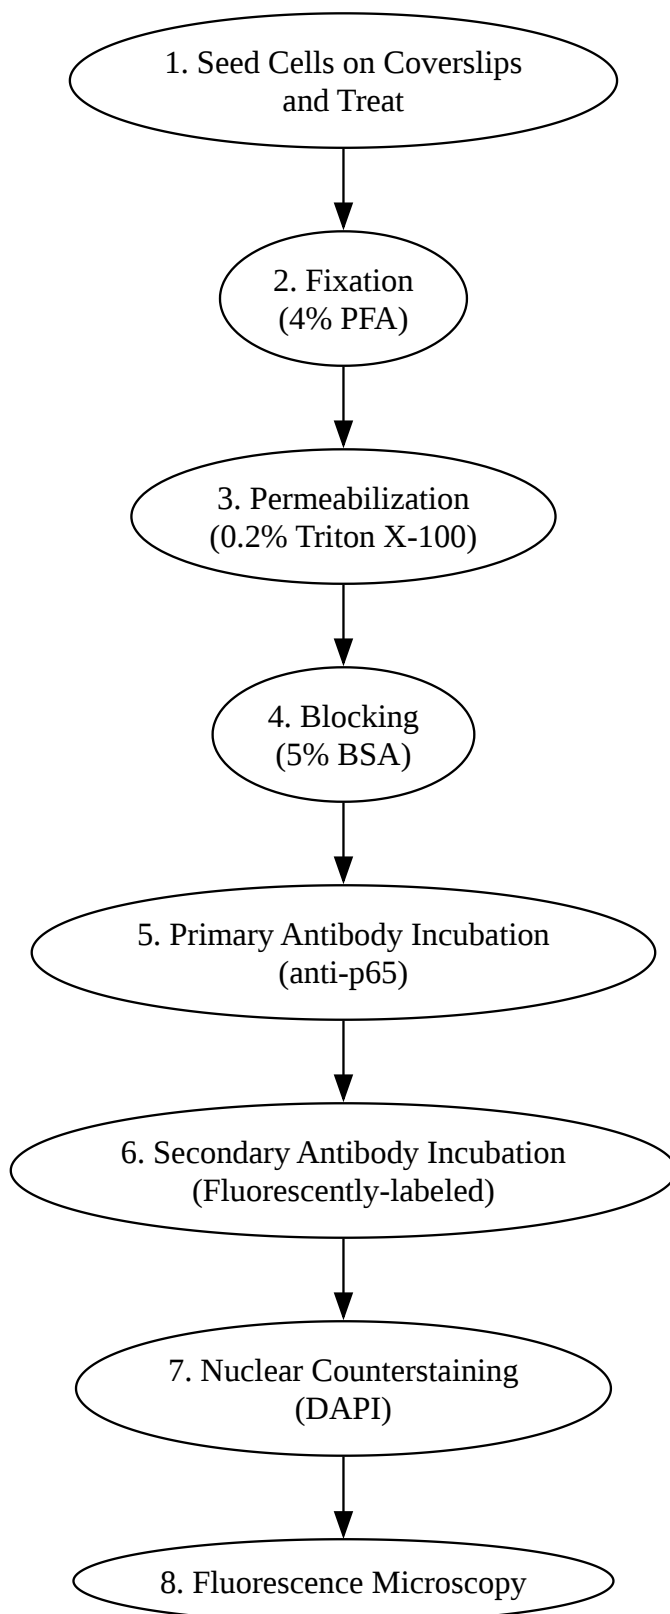 1. Seed Cells on Coverslips
and Treat
2. Fixation
(4% PFA)
3. Permeabilization
(0.2% Triton X-100)
4. Blocking
(5% BSA)
5. Primary Antibody Incubation
(anti-p65)
6. Secondary Antibody Incubation
(Fluorescently-labeled)
7. Nuclear Counterstaining
(DAPI)
8. Fluorescence Microscopy